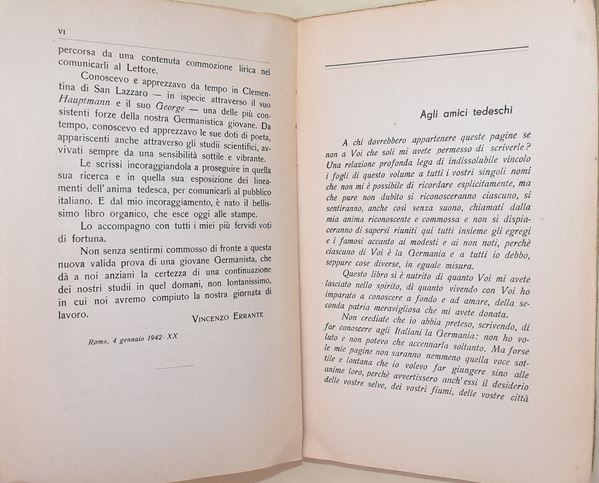 VI
percorsa da una contenuta commozione lirica nel
comunicarli al Lettore.
Conoscevo e apprezzavo da tempo in Clemen-
tina di San Lazzaro — in ispecie attraverso il suo
Hauptmann e il suo George — una delle più con-
sistenti forze della nostra Germanistica giovane. Da
tempo, conoscevo ed apprezzavo le sue doti di poeta,
appariscenti anche attraverso gli studii scientifici, av-
vivati sempre da una sensibilità sottile e vibrante.
Le scrissi incoraggiandola a proseguire in quella
sua ricerca e in quella sua esposizione dei linea-
menti dell'anima tedesca, per comunicarli al pubblico
italiano. E dal mio incoraggiamento, è nato il bellis-
simo libro organico, che esce oggi alle stampe.
Lo accompagno con tutti i miei più fervidi voti
di fortuna.
Non senza sentirmi commosso di fronte a questa
nuova valida prova di una giovane Germanista, che
dà a noi anziani la certezza di una continuazione
dei nostri studii in quel domani, non lontanissimo,
in cui noi avremo compiuto la nostra giornata di
lavoro.
VINCENZO ERRANTE
Roma, 4 gennaio 1942 - XX
Agli amici tedeschi
A chi dovrebbero appartenere queste pagine se
non a Voi che soli mi avete permesso di scriverle?
Una relazione profonda lega di indissolubile vincolo
i fogli di questo volume a tutti i vostri singoli nomi
che non mi è possibile di ricordare esplicitamente, ma
che pure non dubito si riconosceranno ciascuno, si
sentiranno, anche così senza suono, chiamati dalla
mia anima riconoscente e commossa e non si dispia-
ceranno di sapersi riuniti qui tutti insieme gli egregi
e i famosi accanto ai modesti e ai non noti, perchè
ciascuno di Voi è la Germania e a tutti io debbo,
seppure cose diverse, in eguale misura.
Questo libro si è nutrito di quanto Voi mi avete
lasciato nello spirito, di quanto vivendo con Voi ho
imparato a conoscere a fondo e ad amare, della se-
conda patria meravigliosa che mi avete donata.
Non crediate che io abbia preteso, scrivendo, di
far conoscere agli Italiani la Germania: non ho vo-
luto e non potevo che accennarla soltanto. Ma forse
le mie pagine non saranno nemmeno quella voce sot-
tile e lontana che io volevo far giungere sino alle
anime loro, perchè avvertissero anch'essi il desiderio
delle vostre selve, dei vostri fiumi, delle vostre città